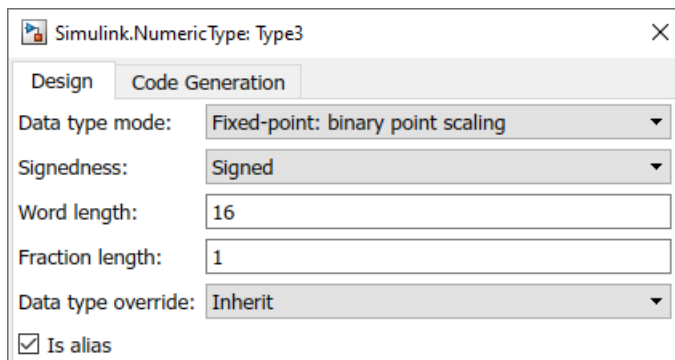 Simulink.NumericType: Type3
Design Code Generation
Data type mode: Fixed-point: binary point scaling
Signedness: Signed
Word length: 16
Fraction length: 1
Data type override: Inherit
Is alias